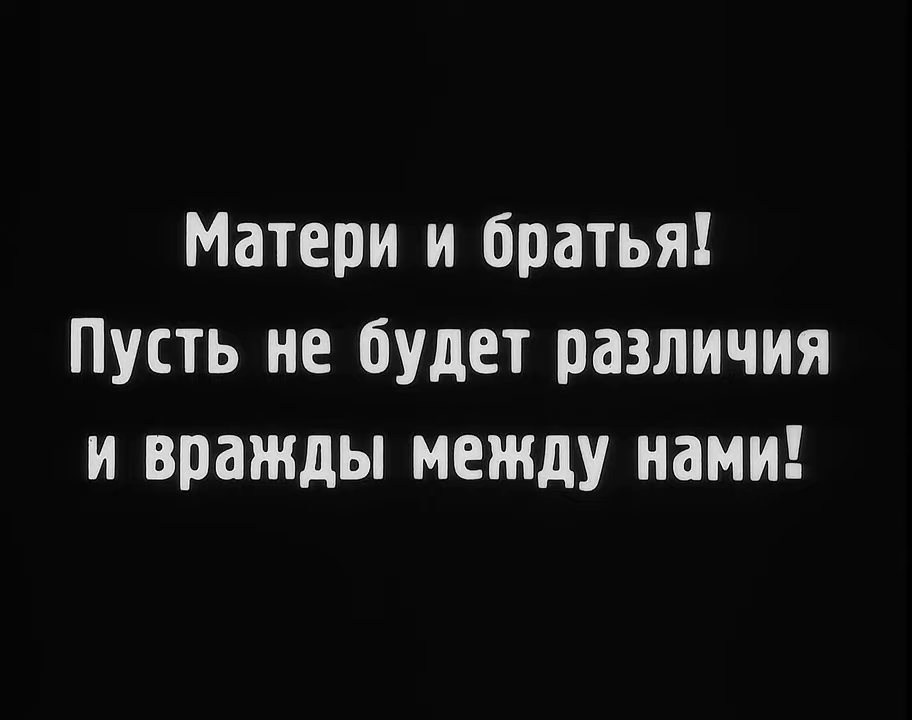 Матери и братья!
Пусть не будет различия
и вражды между нами!